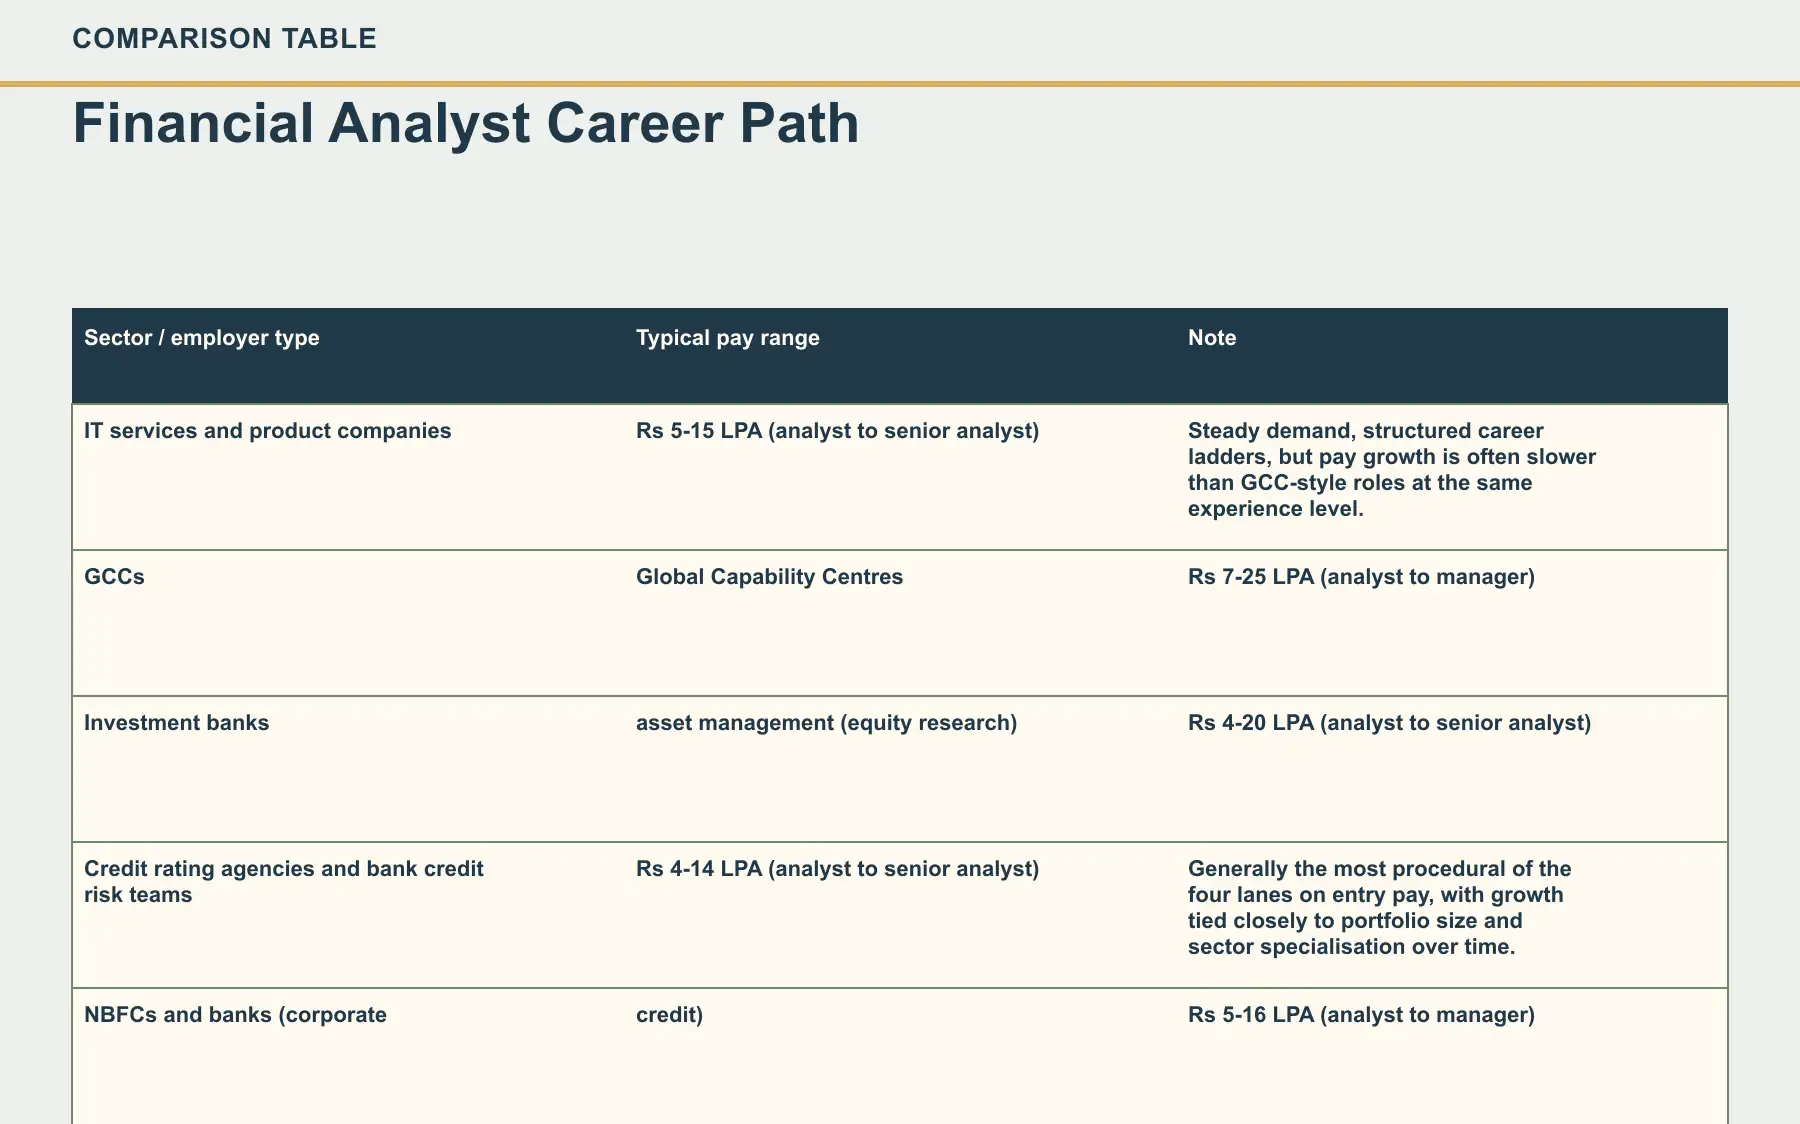 COMPARISON TABLE
Financial Analyst Career Path
Sector / employer type
Typical pay range
Note
IT services and product companies
Rs 5-15 LPA (analyst to senior analyst)
Steady demand, structured career
ladders, but pay growth is often slower
than GCC-style roles at the same
experience level.
GCCs
Global Capability Centres
Rs 7-25 LPA (analyst to manager)
Investment banks
asset management (equity research)
Rs 4-20 LPA (analyst to senior analyst)
Credit rating agencies and bank credit
risk teams
Rs 4-14 LPA (analyst to senior analyst)
Generally the most procedural of the
four lanes on entry pay, with growth
tied closely to portfolio size and
sector specialisation over time.
NBFCs and banks (corporate
credit)
Rs 5-16 LPA (analyst to manager)